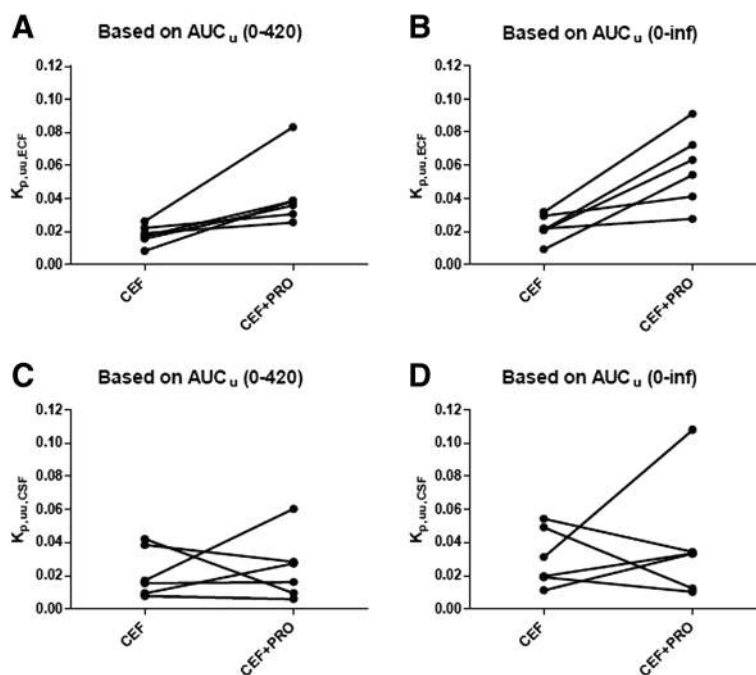 A
Based on AUC u (0-420)
0.12
0.10
0.08
0.06
0.04
0.02
0.00
Kp,uu,ECF
CEF
CEF+PRO
B
Based on AUC u (0-inf)
0.12
0.10
0.08
0.06
0.04
0.02
0.00
Kp,uu,ECF
CEF
CEF+PRO
C
Based on AUC u (0-420)
0.12
0.10
0.08
0.06
0.04
0.02
0.00
Kp,uu,CSF
CEF
CEF+PRO
D
Based on AUC u (0-inf)
0.12
0.10
0.08
0.06
0.04
0.02
0.00
Kp,uu,CSF
CEF
CEF+PRO